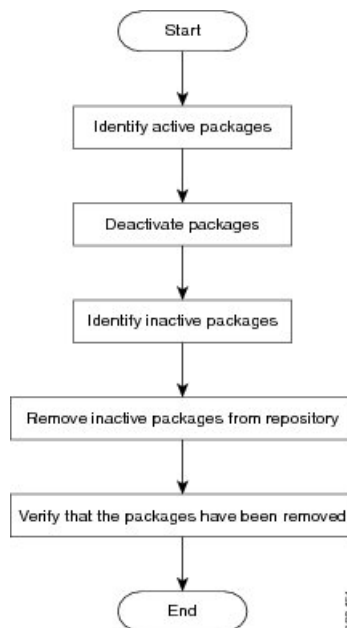 Start
Identify active packages
Deactivate packages
Identify inactive packages
Remove inactive packages from repository
Verify that the packages have been removed
End